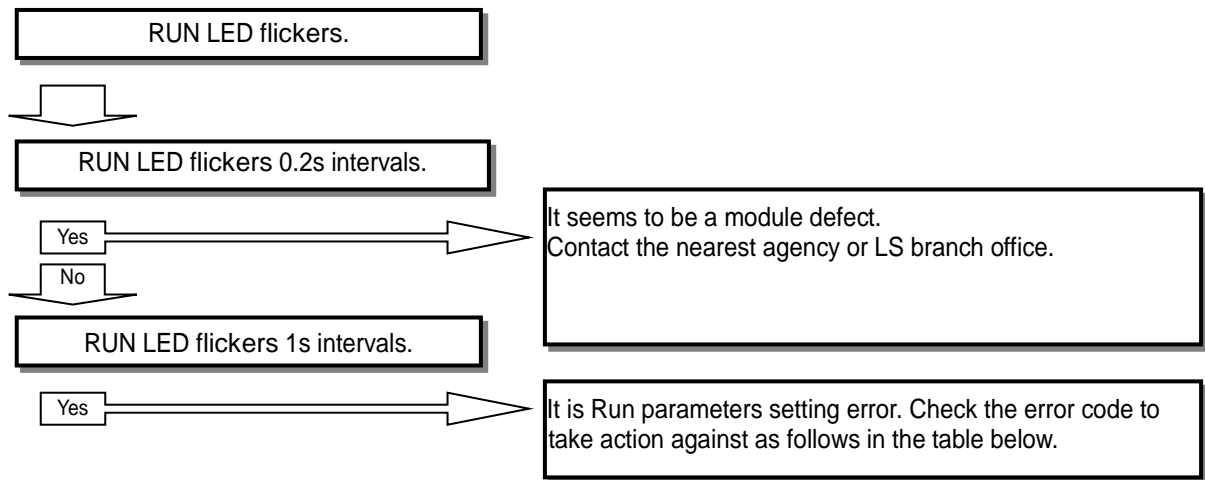 RUN LED flickers.
RUN LED flickers 0.2s intervals.
Yes
It seems to be a module defect.
Contact the nearest agency or LS branch office.
No
RUN LED flickers 1s intervals.
Yes
It is Run parameters setting error. Check the error code to
take action against as follows in the table below.